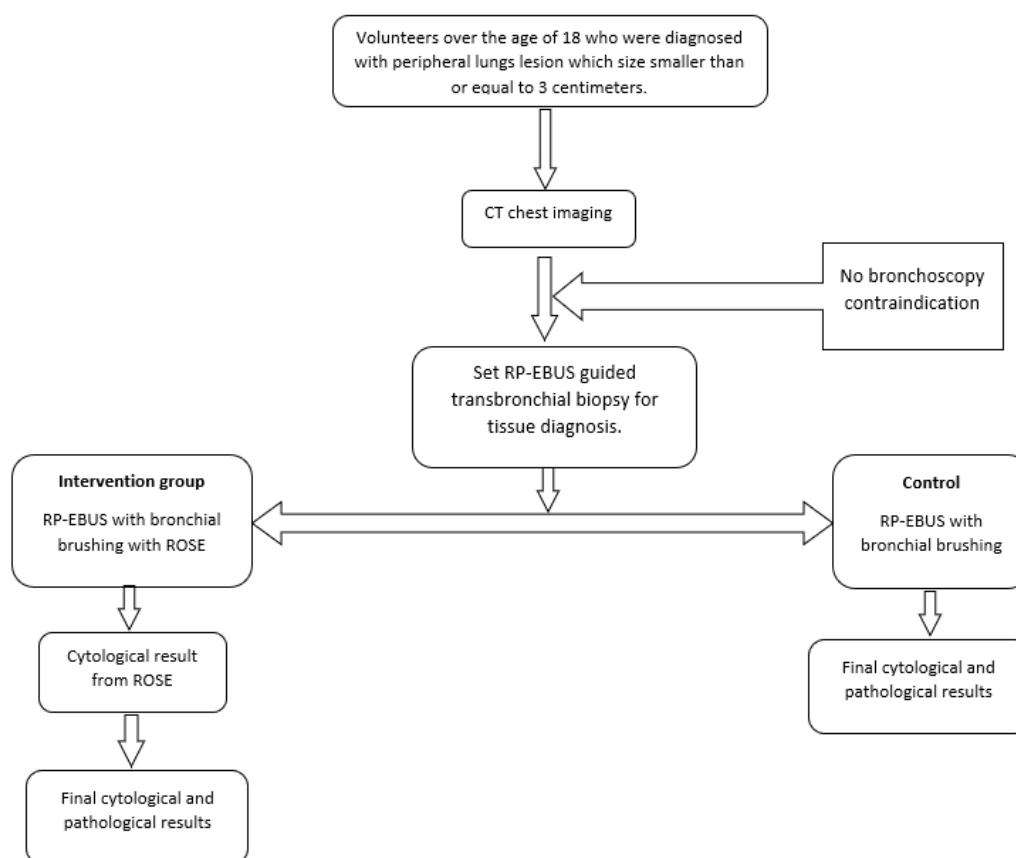 Volunteers over the age of 18 who were diagnosed
with peripheral lungs lesion which size smaller than
or equal to 3 centimeters.
CT chest imaging
No bronchoscopy
contraindication
Set RP-EBUS guided
transbronchial biopsy for
tissue diagnosis.
Intervention group
RP-EBUS with bronchial
brushing with ROSE
Control
RP-EBUS with
bronchial brushing
Cytological result
from ROSE
Final cytological and
pathological results
Final cytological and
pathological results